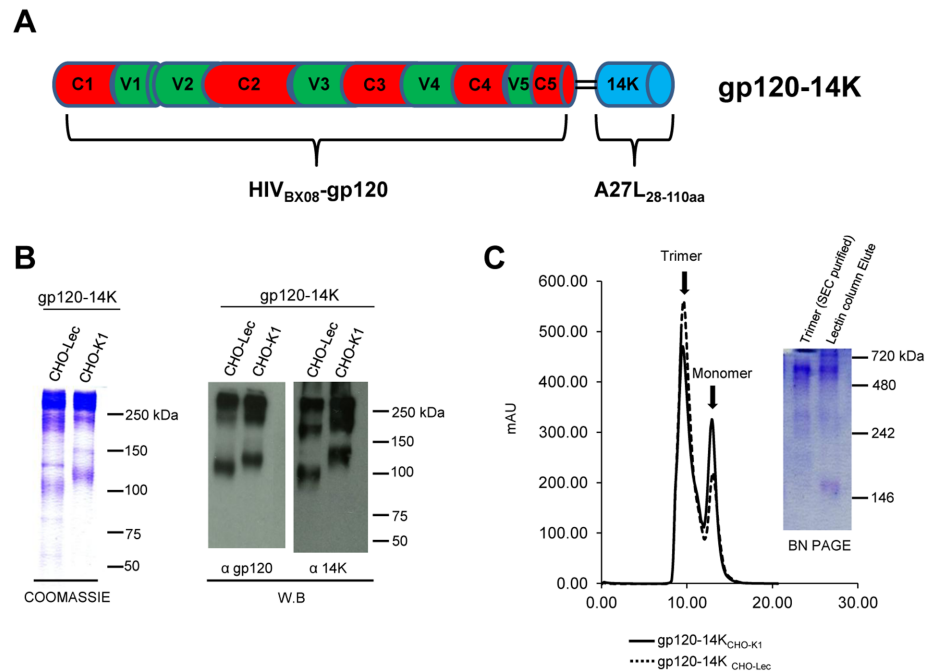 A
C1 V1 V2 C2 V3 C3 V4 C4 V5 C5 14K
gp120-14K
HIVBX08-gp120
A27L28-110aa
B
gp120-14K
CHO-Lec
CHO-K1
250 kDa
150
100
75
50
COOMASSIE
gp120-14K
CHO-Lec
CHO-K1
CHO-Lec
CHO-K1
250 kDa
150
100
75
50
α gp120
α 14K
W.B
C
600.00
500.00
400.00
300.00
200.00
100.00
0.00
mAU
0.00 10.00 20.00 30.00
Trimer
Monomer
Trimer (SEC purified)
Lectin column Elute
720 kDa
480
242
146
BN PAGE
gp120-14KCHO-K1
gp120-14K CHO-Lec